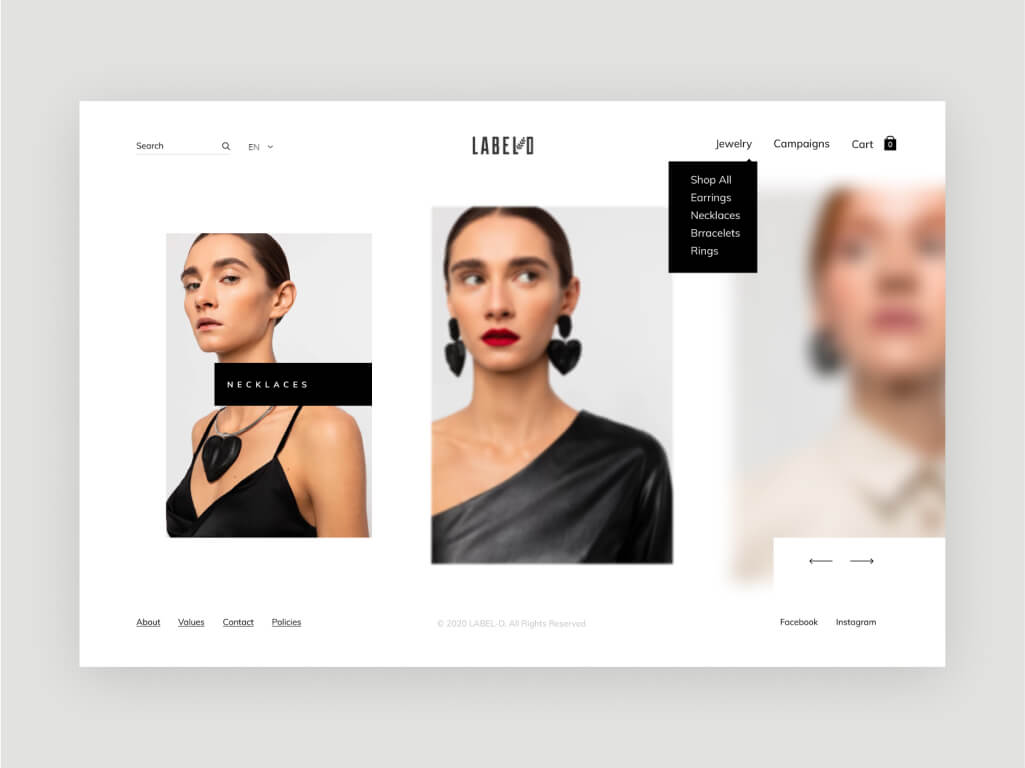 Search
EN
LABEL-D
Jewelry
Campaigns
Cart
0
Shop All
Earrings
Necklaces
Brracelets
Rings
NECKLACES
About
Values
Contact
Policies
© 2020 LABEL-D. All Rights Reserved
Facebook
Instagram